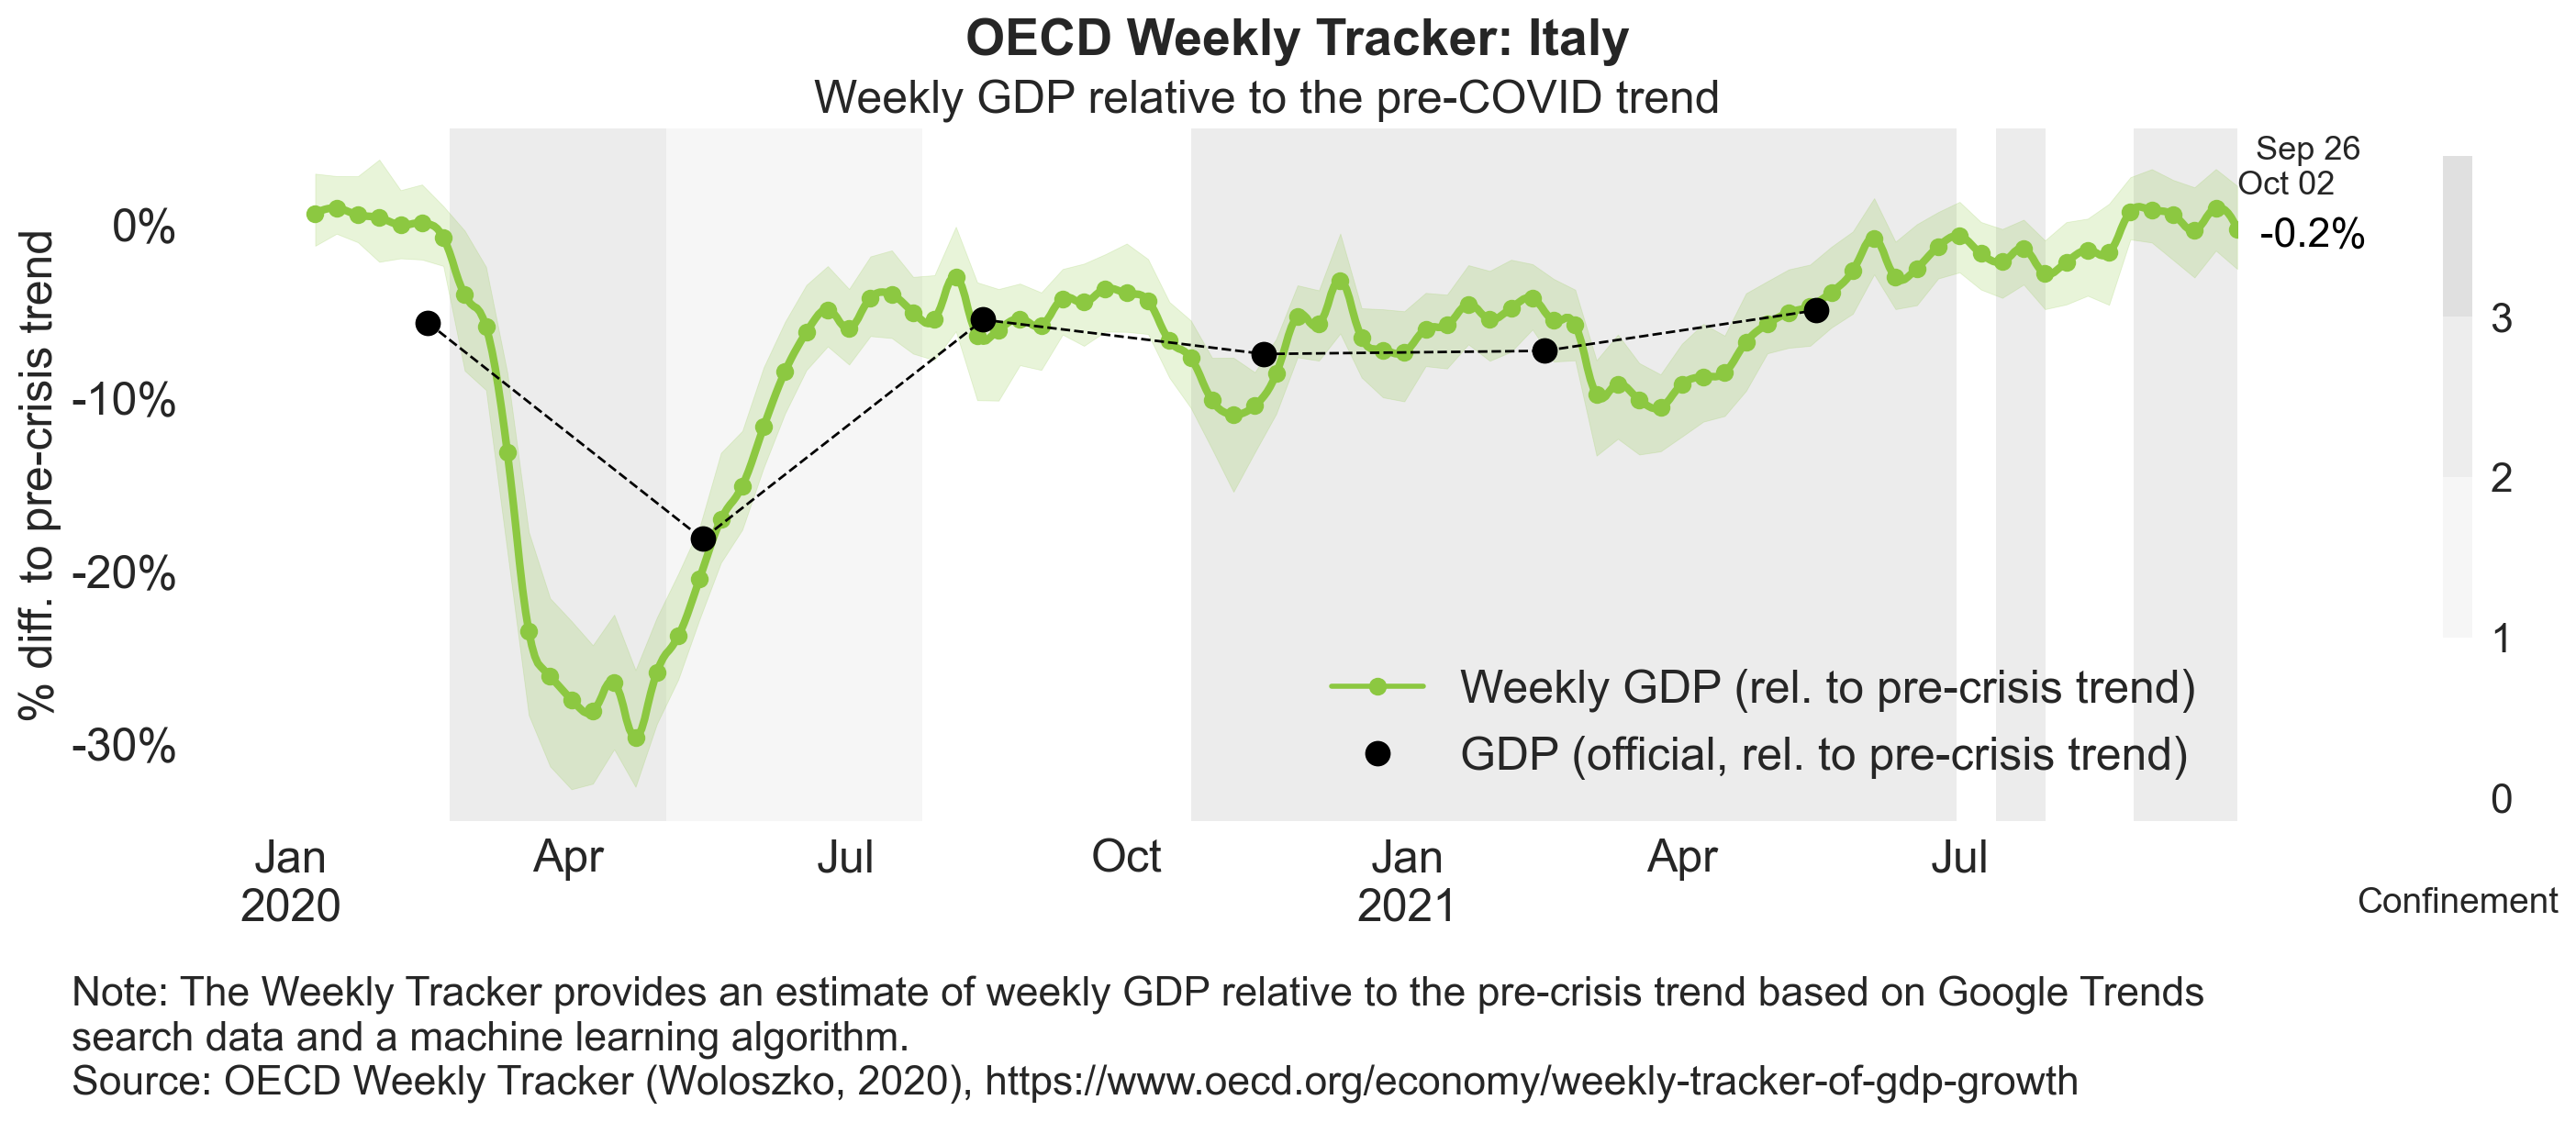 OECD Weekly Tracker: Italy
Weekly GDP relative to the pre-COVID trend
% diff. to pre-crisis trend
0%
-10%
-20%
-30%
Sep 26
Oct 02
-0.2%
3
2
1
0
Confinement
Weekly GDP (rel. to pre-crisis trend)
GDP (official, rel. to pre-crisis trend)
Jan Apr Jul Oct Jan Apr Jul
2020 2021
Note: The Weekly Tracker provides an estimate of weekly GDP relative to the pre-crisis trend based on Google Trends
search data and a machine learning algorithm.
Source: OECD Weekly Tracker (Woloszko, 2020), https://www.oecd.org/economy/weekly-tracker-of-gdp-growth